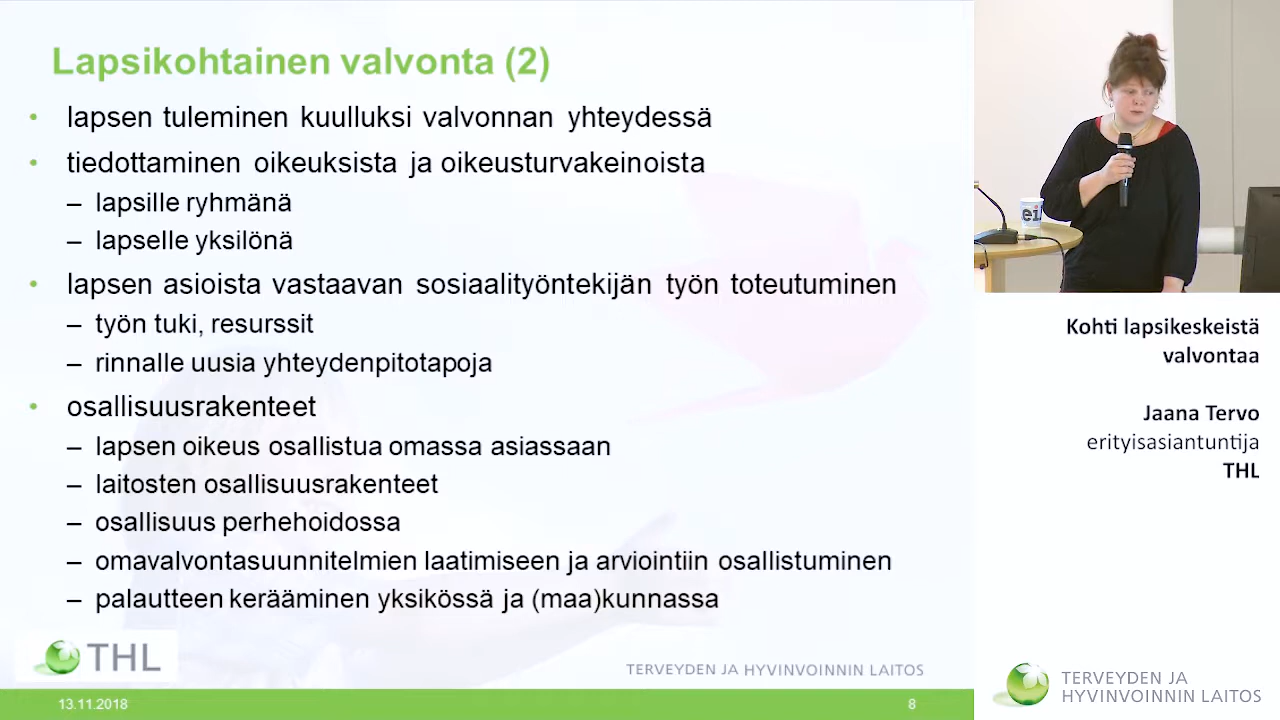 Lapsikohtainen valvonta (2)
• lapsen tuleminen kuulluksi valvonnan yhteydessä
• tiedottaminen oikeuksista ja oikeusturvakeinoista
– lapsille ryhmänä
– lapselle yksilönä
• lapsen asioista vastaavan sosiaalityöntekijän työn toteutuminen
– työn tuki, resurssit
– rinnalle uusia yhteydenpitotapoja
• osallisuusrakenteet
– lapsen oikeus osallistua omassa asiassaan
– laitosten osallisuusrakenteet
– osallisuus perhehoidossa
– omavalvontasuunnitelmien laatimiseen ja arviointiin osallistuminen
– palautteen kerääminen yksikössä ja (maa)kunnassa
THL
TERVEYDEN JA HYVINVOINNIN LAITOS
13.11.2018
8
ei
Kohti lapsikeskeistä
valvontaa
Jaana Tervo
erityisasiantuntija
THL
TERVEYDEN JA
HYVINVOINNIN LAITOS